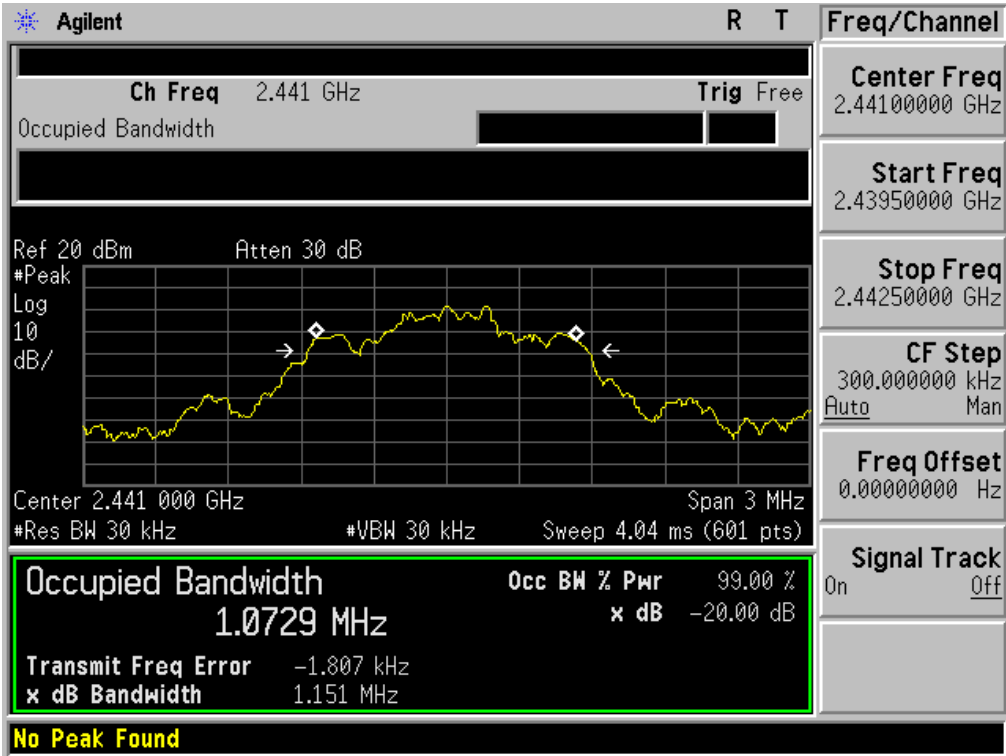 Agilent R T Freq/Channel
Ch Freq 2.441 GHz Trig Free
Occupied Bandwidth
Center Freq
2.44100000 GHz
Start Freq
2.43950000 GHz
Stop Freq
2.44250000 GHz
CF Step
300.000000 kHz
Auto Man
Freq Offset
0.00000000 Hz
Signal Track
On Off
Ref 20 dBm Atten 30 dB
#Peak
Log
10
dB/
Center 2.441 000 GHz Span 3 MHz
#Res BW 30 kHz #VBW 30 kHz Sweep 4.04 ms (601 pts)
Occupied Bandwidth Occ BW % Pwr 99.00 %
1.0729 MHz x dB -20.00 dB
Transmit Freq Error -1.807 kHz
x dB Bandwidth 1.151 MHz
No Peak Found